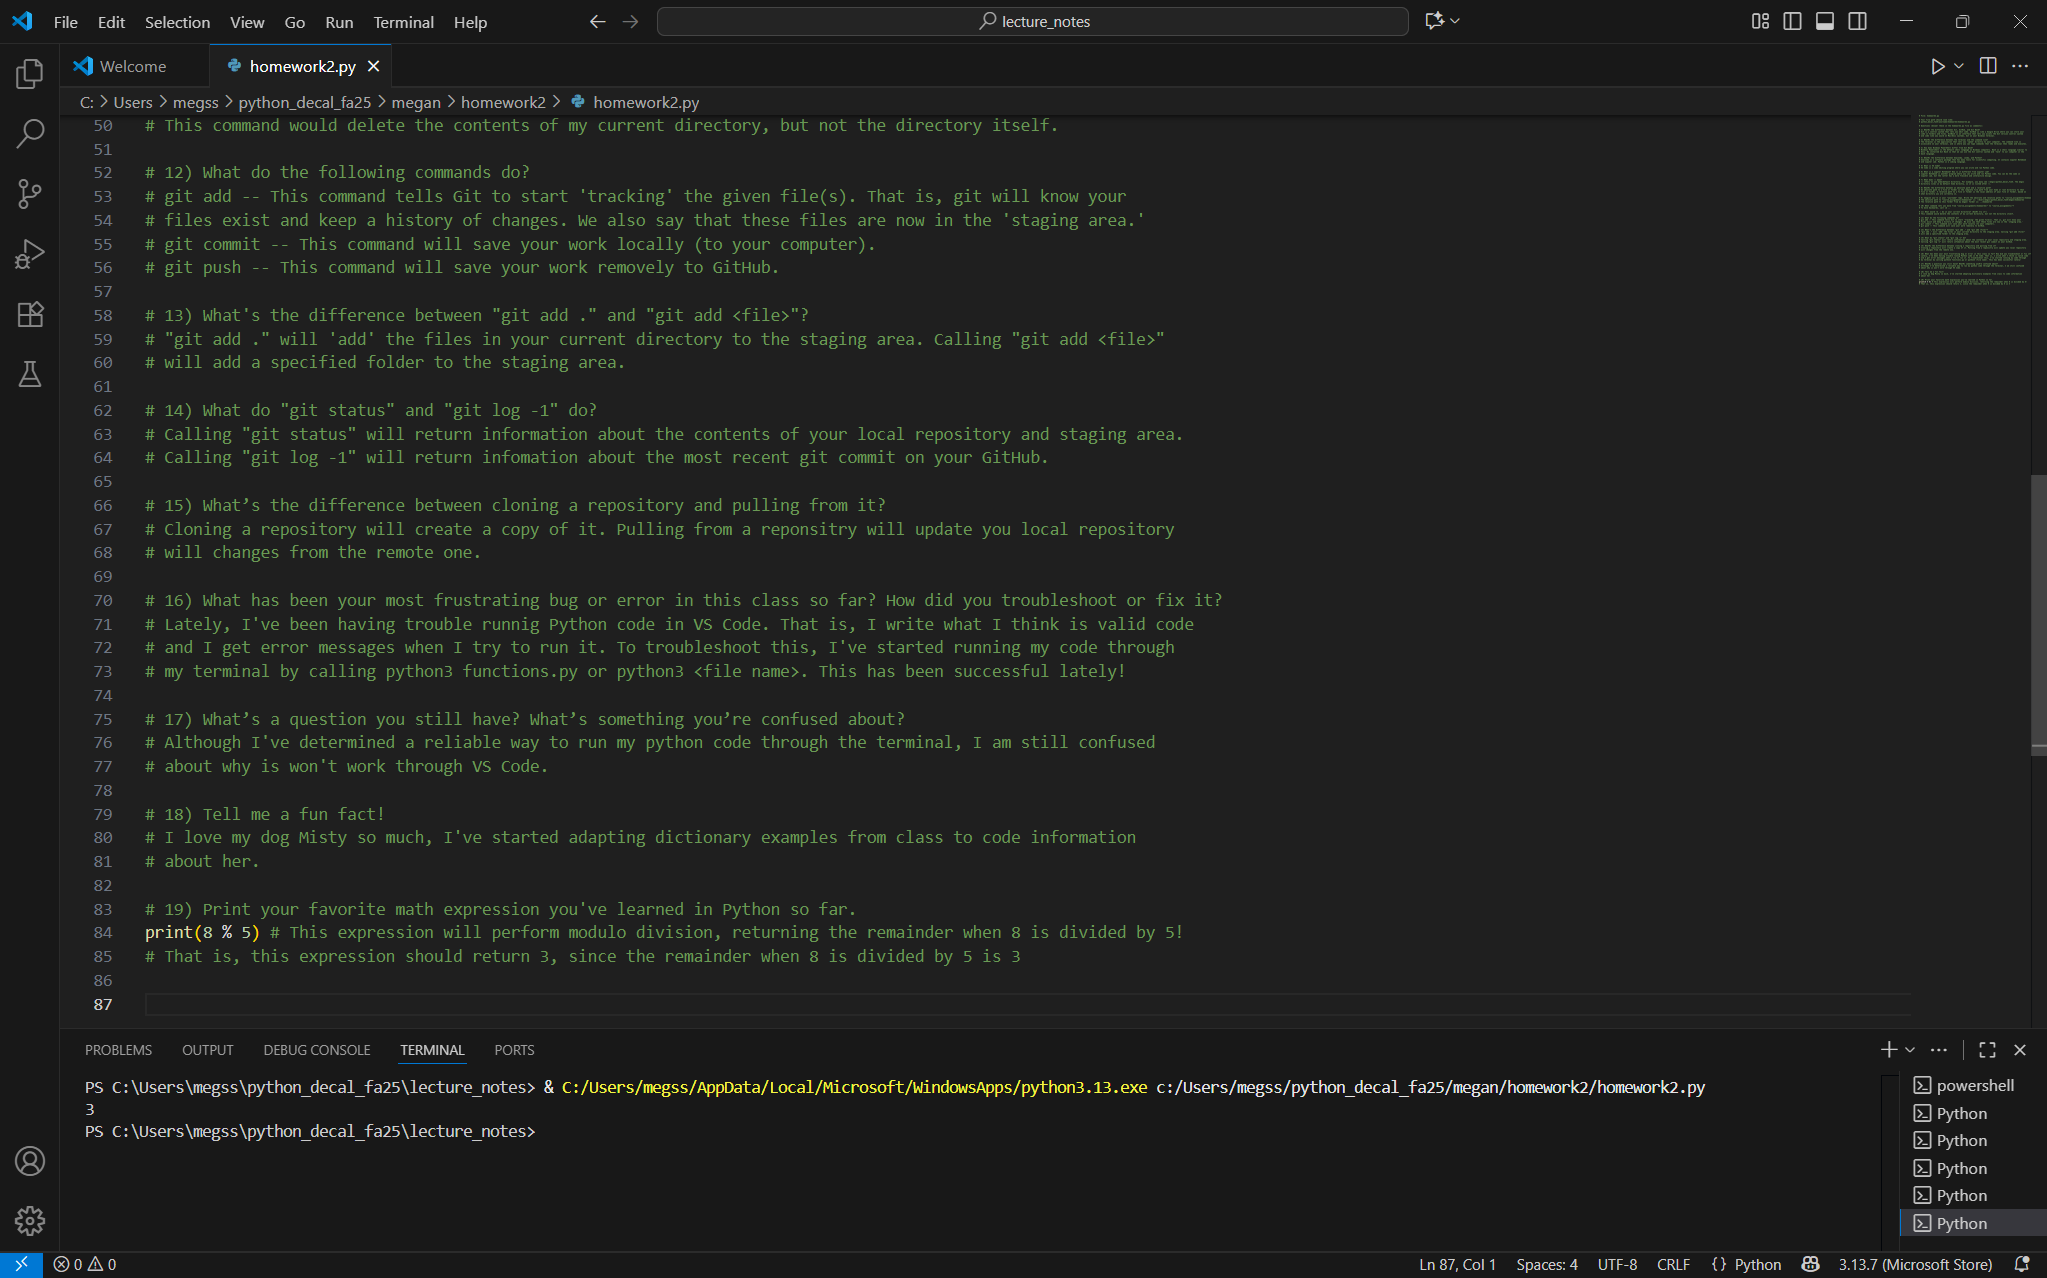 File Edit Selection View Go Run Terminal Help lecture_notes
Welcome homework2.py
C: > Users > megss > python_decal_fa25 > megan > homework2 > homework2.py
50 # This command would delete the contents of my current directory, but not the directory itself.
51
52 # 12) What do the following commands do?
53 # git add -- This command tells Git to start 'tracking' the given file(s). That is, git will know your
54 # files exist and keep a history of changes. We also say that these files are now in the 'staging area.'
55 # git commit -- This command will save your work locally (to your computer).
56 # git push -- This command will save your work removely to GitHub.
57
58 # 13) What's the difference between "git add ." and "git add <file>"?
59 # "git add ." will 'add' the files in your current directory to the staging area. Calling "git add <file>"
60 # will add a specified folder to the staging area.
61
62 # 14) What do "git status" and "git log -1" do?
63 # Calling "git status" will return information about the contents of your local repository and staging area.
64 # Calling "git log -1" will return infomation about the most recent git commit on your GitHub.
65
66 # 15) What’s the difference between cloning a repository and pulling from it?
67 # Cloning a repository will create a copy of it. Pulling from a reponsitry will update you local repository
68 # will changes from the remote one.
69
70 # 16) What has been your most frustrating bug or error in this class so far? How did you troubleshoot or fix it?
71 # Lately, I've been having trouble runnig Python code in VS Code. That is, I write what I think is valid code
72 # and I get error messages when I try to run it. To troubleshoot this, I've started running my code through
73 # my terminal by calling python3 functions.py or python3 <file name>. This has been successful lately!
74
75 # 17) What’s a question you still have? What’s something you’re confused about?
76 # Although I've determined a reliable way to run my python code through the terminal, I am still confused
77 # about why is won't work through VS Code.
78
79 # 18) Tell me a fun fact!
80 # I love my dog Misty so much, I've started adapting dictionary examples from class to code information
81 # about her.
82
83 # 19) Print your favorite math expression you've learned in Python so far.
84 print(8 % 5) # This expression will perform modulo division, returning the remainder when 8 is divided by 5!
85 # That is, this expression should return 3, since the remainder when 8 is divided by 5 is 3
86
87
PROBLEMS OUTPUT DEBUG CONSOLE TERMINAL PORTS
PS C:\Users\megss\python_decal_fa25\lecture_notes> & C:/Users/megss/AppData/Local/Microsoft/WindowsApps/python3.13.exe c:/Users/megss/python_decal_fa25/megan/homework2/homework2.py
3
PS C:\Users\megss\python_decal_fa25\lecture_notes>
powershell
Python
Python
Python
Python
Python
0 0 Ln 87, Col 1 Spaces: 4 UTF-8 CRLF {} Python 3.13.7 (Microsoft Store)